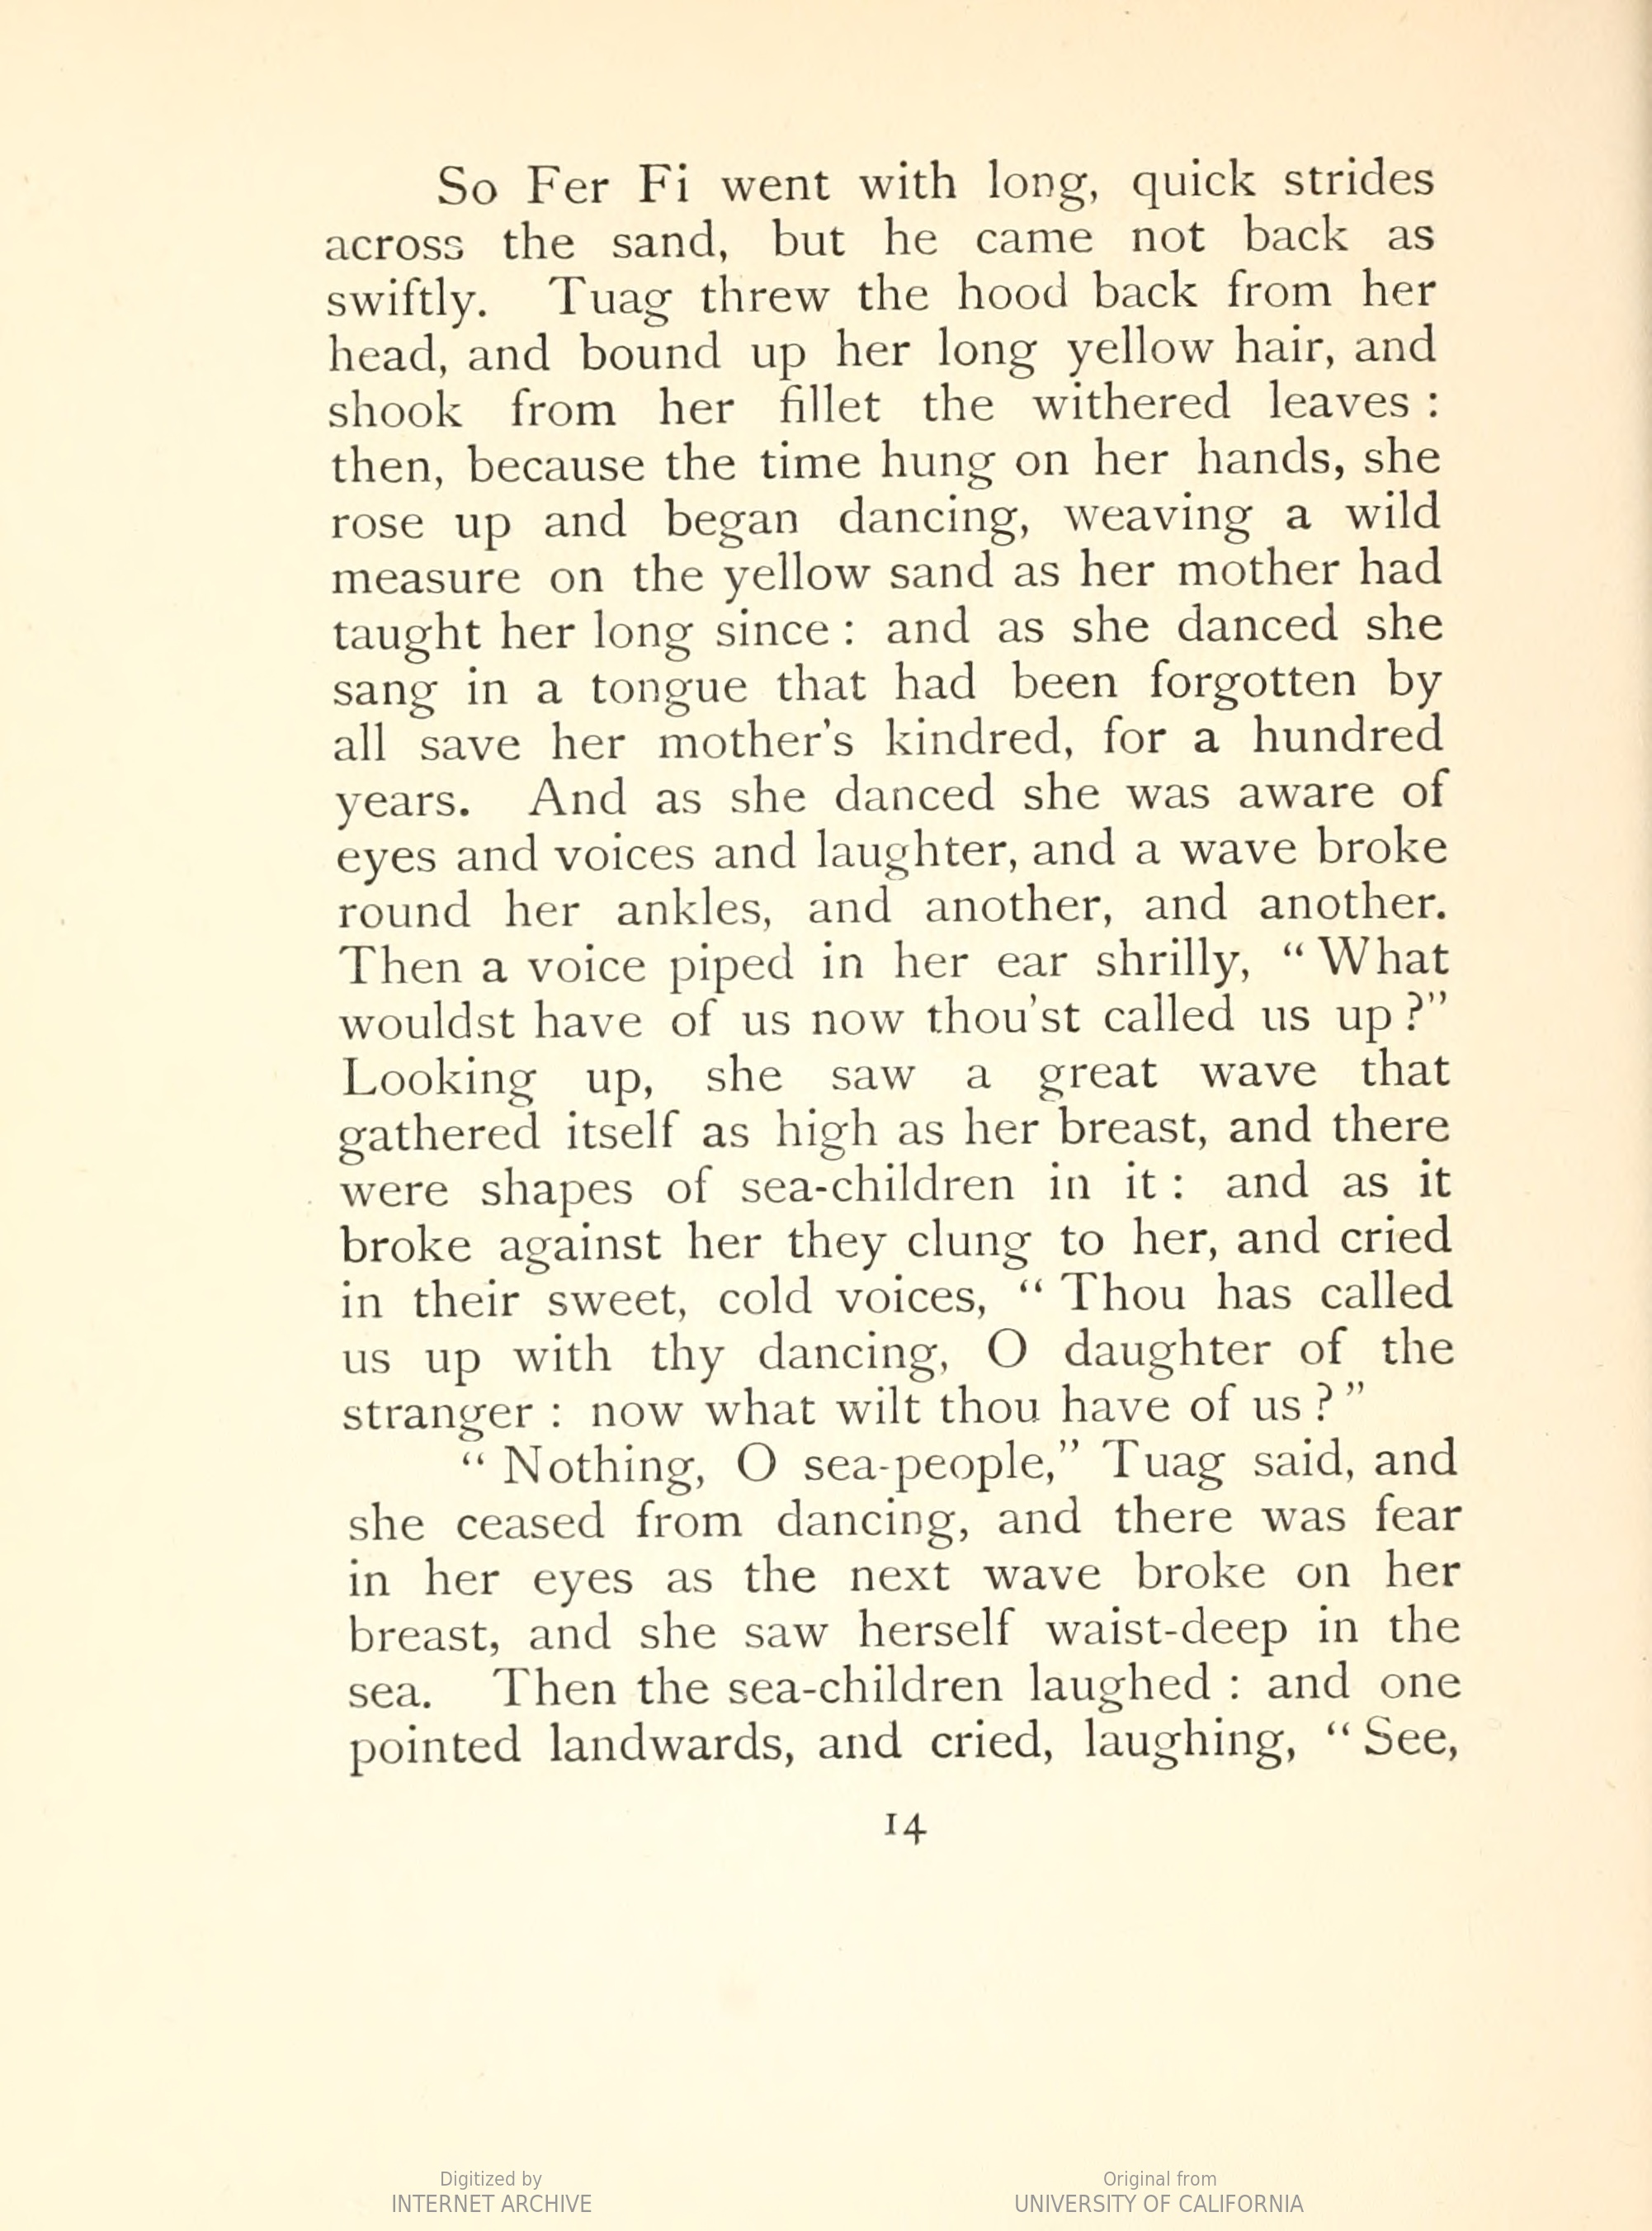 So Fer Fi went with long, quick strides
across the sand, but he came not back as
swiftly. Tuag threw the hood back from her
head, and bound up her long yellow hair, and
shook from her fillet the withered leaves :
then, because the time hung on her hands, she
rose up and began dancing, weaving a wild
measure on the yellow sand as her mother had
taught her long since : and as she danced she
sang in a tongue that had been forgotten by
all save her mother's kindred, for a hundred
years. And as she danced she was aware of
eyes and voices and laughter, and a wave broke
round her ankles, and another, and another.
Then a voice piped in her ear shrilly, “ What
wouldst have of us now thou'st called us up ?”
Looking up, she saw a great wave that
gathered itself as high as her breast, and there
were shapes of sea-children in it : and as it
broke against her they clung to her, and cried
in their sweet, cold voices, “ Thou has called
us up with thy dancing, O daughter of the
stranger : now what wilt thou have of us ? ”
“ Nothing, O sea-people,” Tuag said, and
she ceased from dancing, and there was fear
in her eyes as the next wave broke on her
breast, and she saw herself waist-deep in the
sea. Then the sea-children laughed : and one
pointed landwards, and cried, laughing, “ See,
14
Digitized by
INTERNET ARCHIVE
Original from
UNIVERSITY OF CALIFORNIA